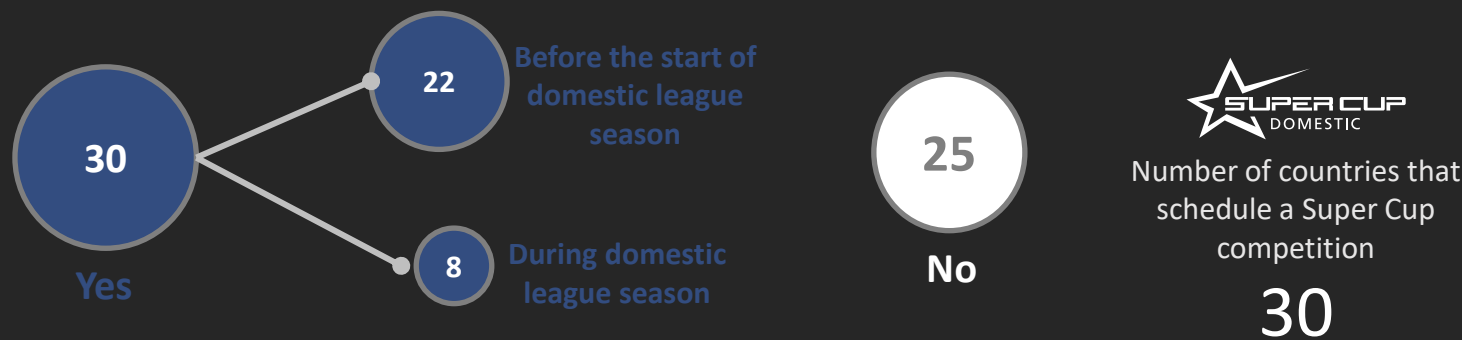 30
Yes
22
Before the start of
domestic league
season
8
During domestic
league season
25
No
SUPER CUP
DOMESTIC
Number of countries that
schedule a Super Cup
competition
30